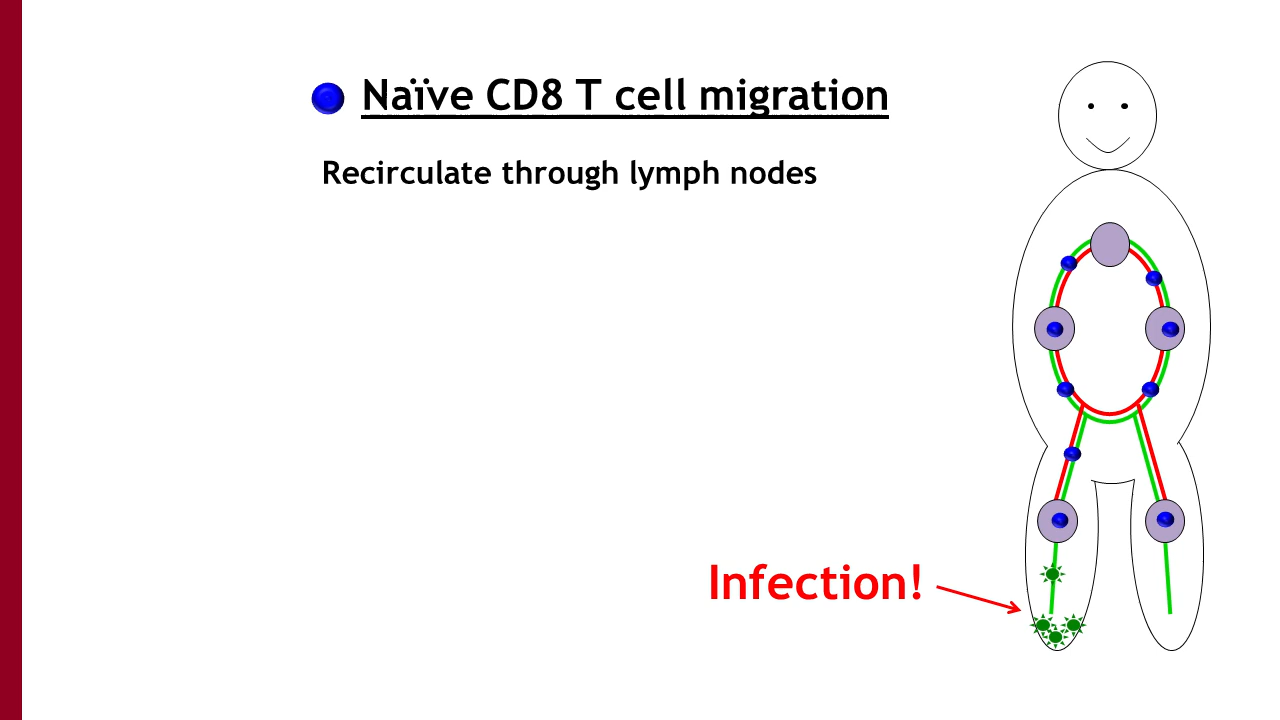 Naïve CD8 T cell migration
Recirculate through lymph nodes
Infection!